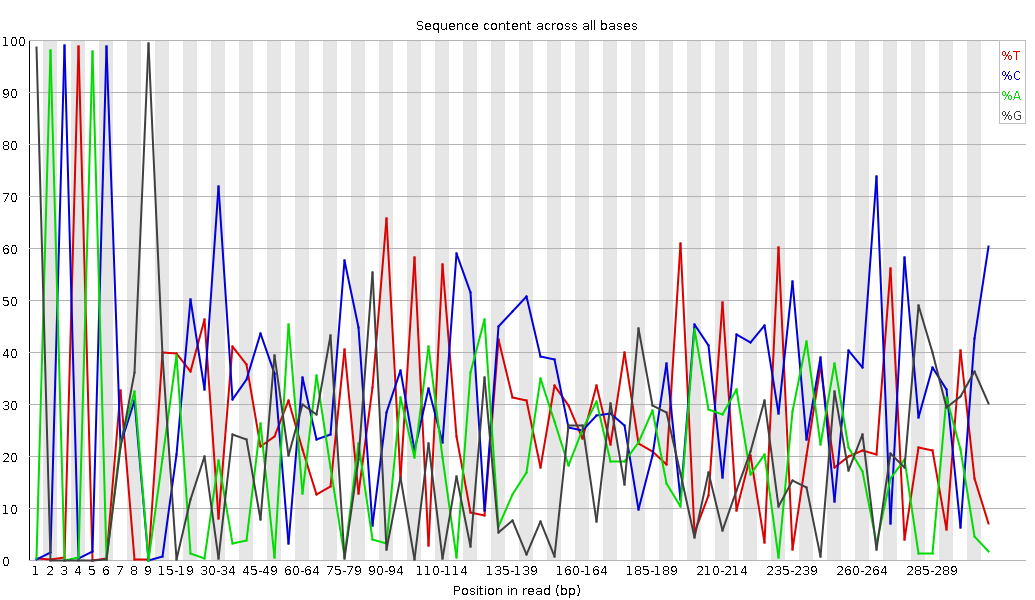 Sequence content across all bases
100
90
80
70
60
50
40
30
20
10
0
%T
%C
%A
%G
1 2 3 4 5 6 7 8 9 15-19 30-34 45-49 60-64 75-79 90-94 110-114 135-139 160-164 185-189 210-214 235-239 260-264 285-289
Position in read (bp)